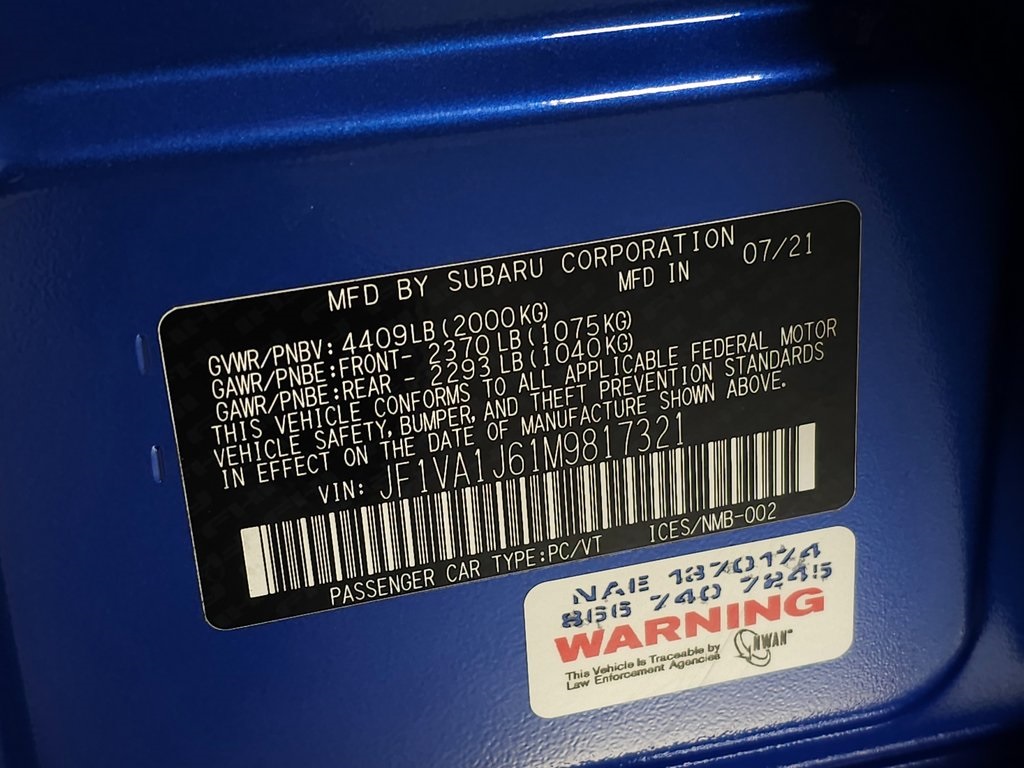 MFD BY SUBARU CORPORATION 07/21
MFD IN
GVWR/PNBV:4409LB(2000KG)
GAWR/PNBE:FRONT- 2370LB(1075KG)
GAWR/PNBE:REAR - 2293LB(1040KG)
THIS VEHICLE CONFORMS TO ALL APPLICABLE FEDERAL MOTOR
VEHICLE SAFETY,BUMPER,AND THEFT PREVENTION STANDARDS
IN EFFECT ON THE DATE OF MANUFACTURE SHOWN ABOVE.
VIN: JF1VA1J61M9817321
PASSENGER CAR TYPE:PC/VT ICES/NMB-002
NAE 1370174
866 740 7245
WARNING
This Vehicle Is Traceable by
Law Enforcement Agencies
NWAN